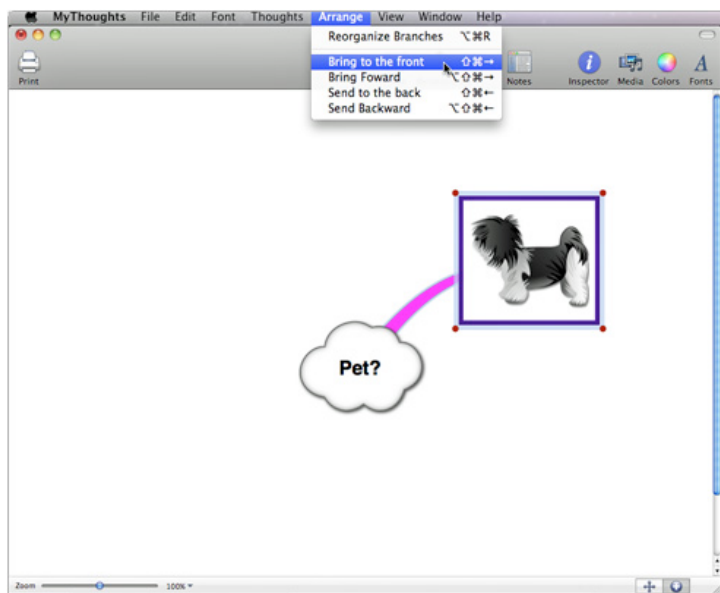 MyThoughts File Edit Font Thoughts Arrange View Window Help
Reorganize Branches ⌥⌘R
Bring to the front ⇧⌘→
Bring Foward ⌥⇧⌘→
Send to the back ⇧⌘←
Send Backward ⌥⇧⌘←
Print Notes Inspector Media Colors Fonts
Pet?
Zoom 100%